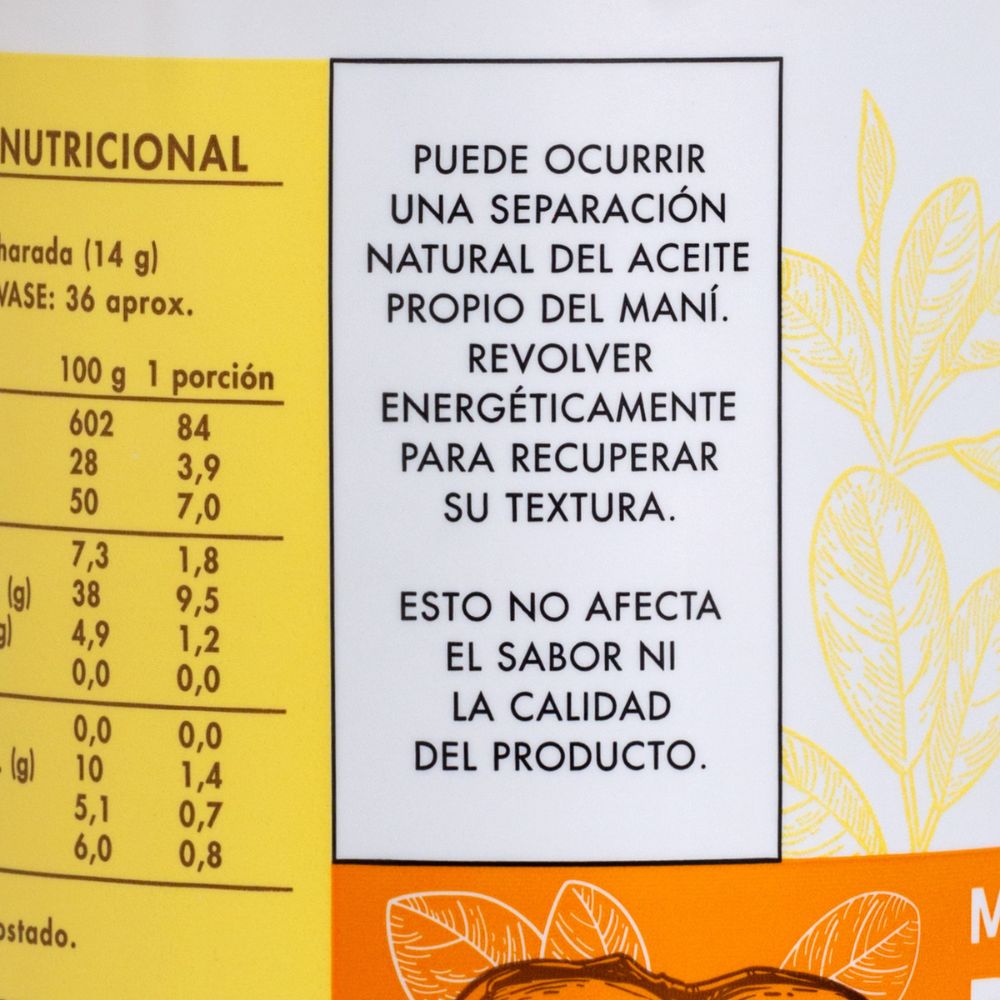 NUTRICIONAL
(14 g)
36 aprox.
100 g 1 porción
602 84
28 3,9
50 7,0
7,3 1,8
(g) 38 9,5
4,9 1,2
0,0 0,0
0,0 0,0
(g) 10 1,4
5,1 0,7
6,0 0,8
PUEDE OCURRIR
UNA SEPARACIÓN
NATURAL DEL ACEITE
PROPIO DEL MANÍ.
REVOLVER
ENERGÉTICAMENTE
PARA RECUPERAR
SU TEXTURA.
ESTO NO AFECTA
EL SABOR NI
LA CALIDAD
DEL PRODUCTO.